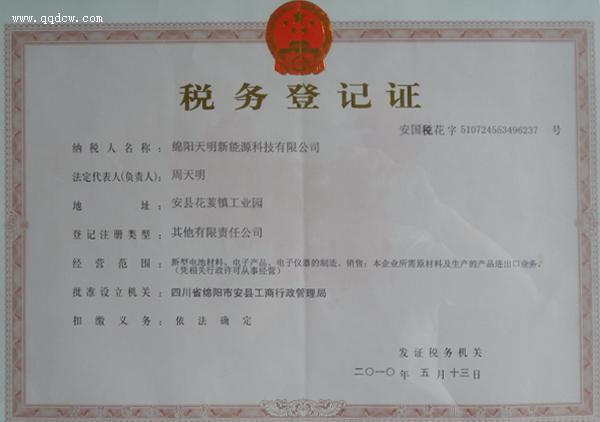 www.qqdcw.com
税务登记证
安国税花字 510724553496237 号
纳税人名称: 绵阳天明新能源科技有限公司
法定代表人(负责人): 周天明
地址: 安县花荄镇工业园
登记注册类型: 其他有限责任公司
经营范围: 新型电池材料、电子产品、电子仪器的制造、销售; 本企业所需原材料及生产的产品进出口业务。
(凭相关行政许可从事经营)
批准设立机关: 四川省绵阳市安县工商行政管理局
扣缴义务: 依法确定
发证税务机关
二〇一〇年 五月十三日